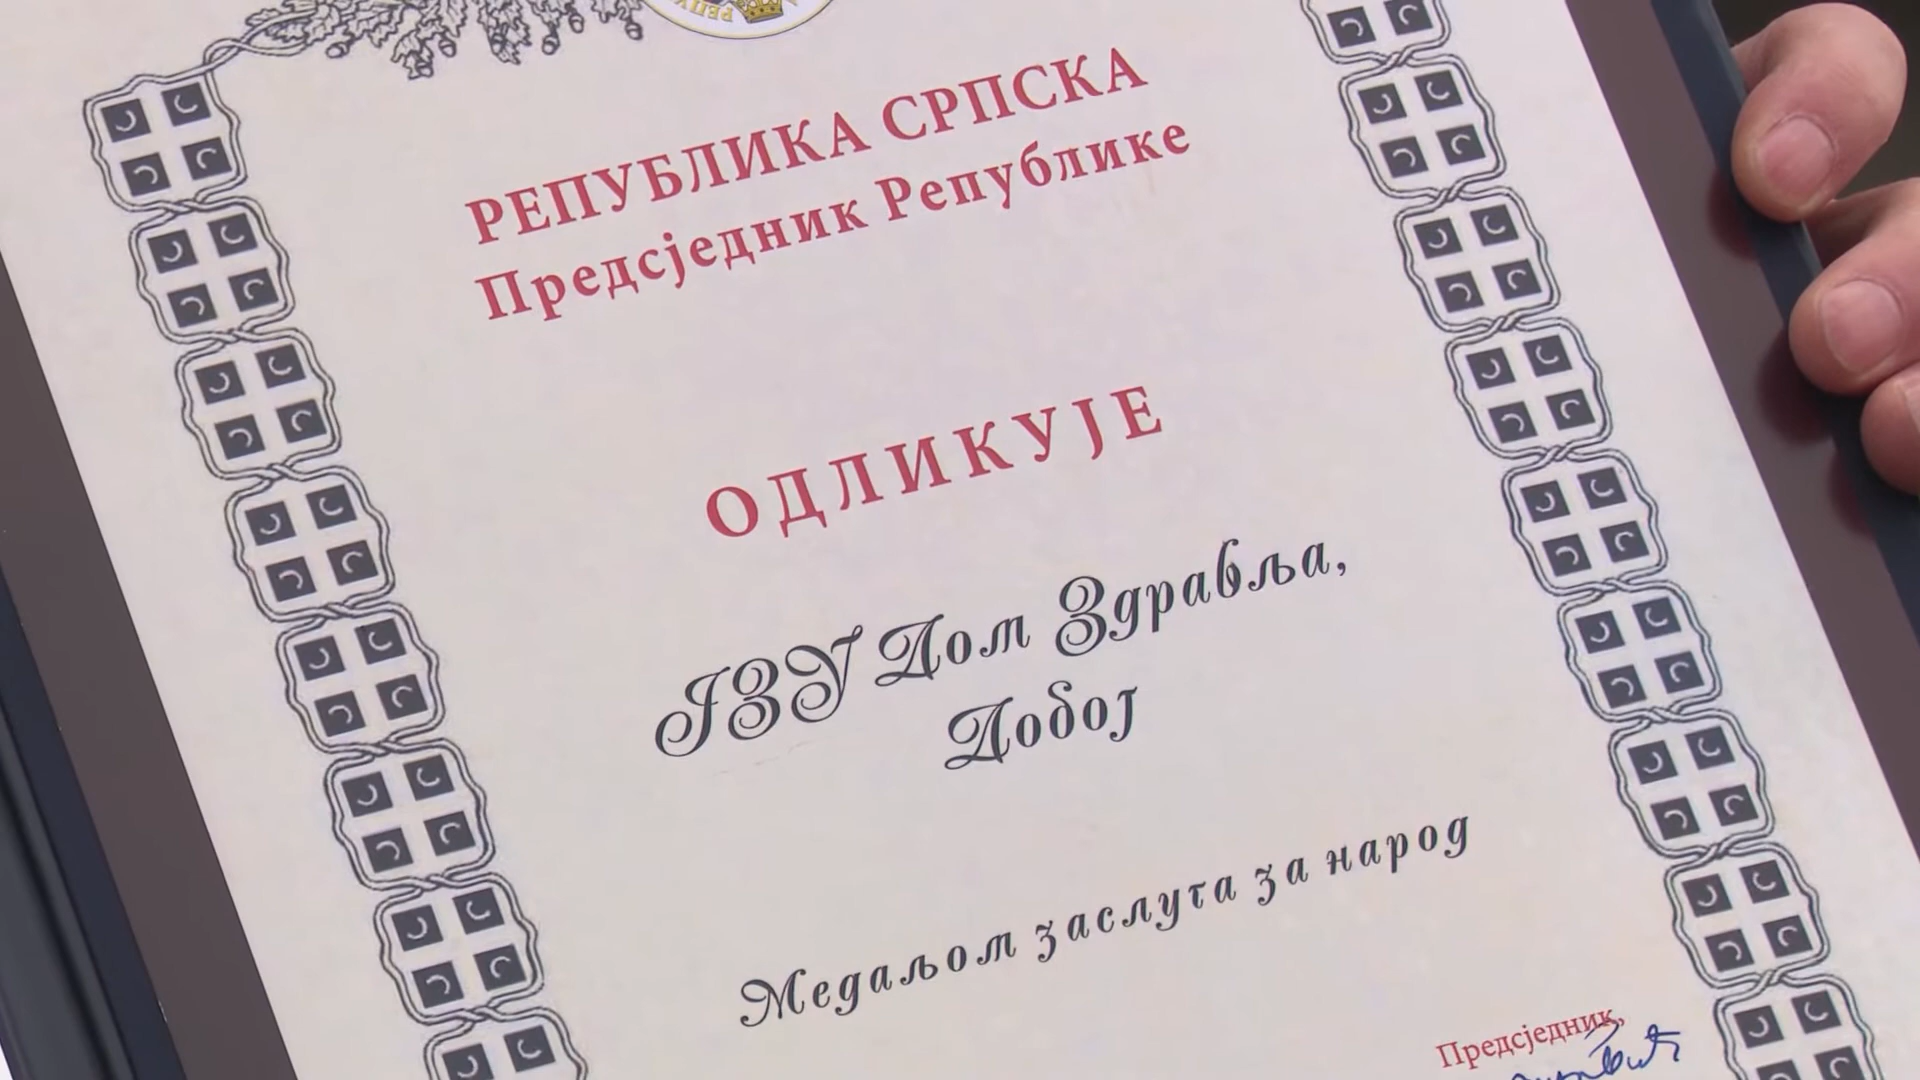 РЕПУБЛИКА СРПСКА
Предсједник Републике
ОДЛИКУЈЕ
ЈЗУ Дом Здравља,
Добој
Медаљом заслуга за народ
Предсједник,